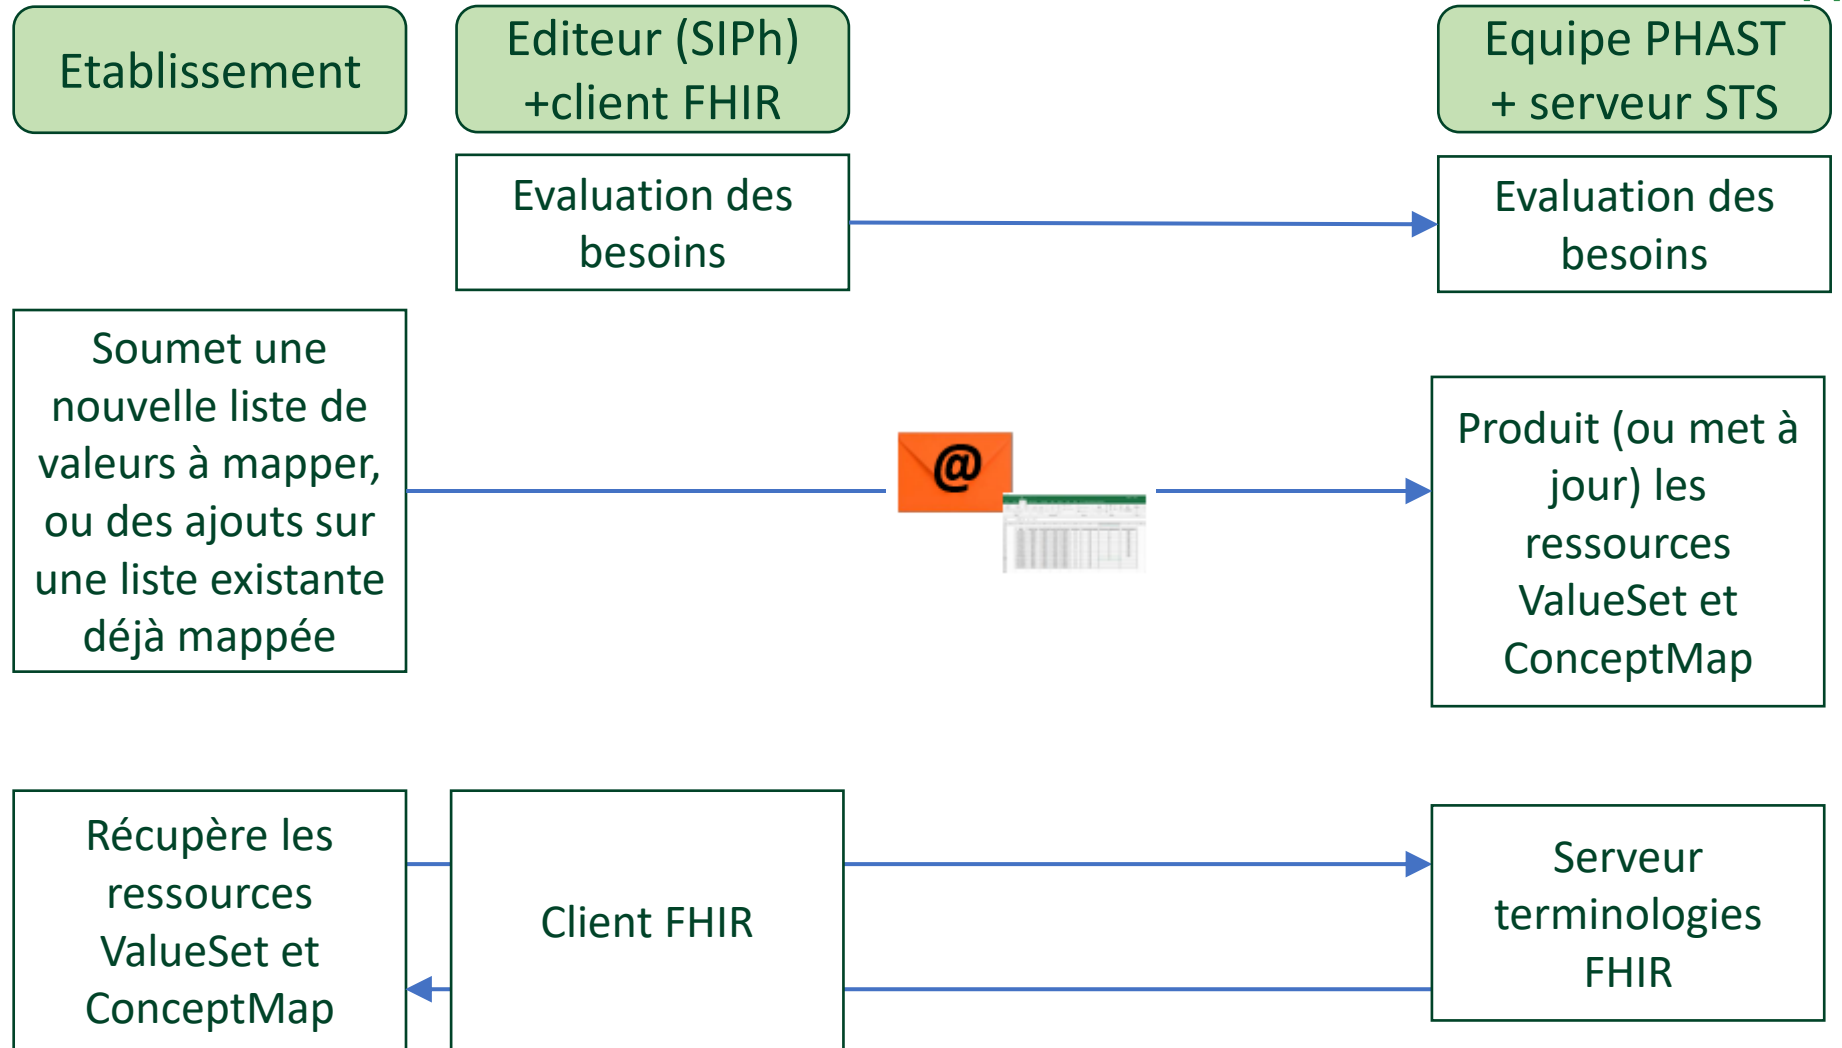 Etablissement
Editeur (SIPh)
+client FHIR
Equipe PHAST
+ serveur STS
Evaluation des
besoins
Evaluation des
besoins
Soumet une
nouvelle liste de
valeurs à mapper,
ou des ajouts sur
une liste existante
déjà mappée
@
Produit (ou met à
jour) les
ressources
ValueSet et
ConceptMap
Récupère les
ressources
ValueSet et
ConceptMap
Client FHIR
Serveur
terminologies
FHIR